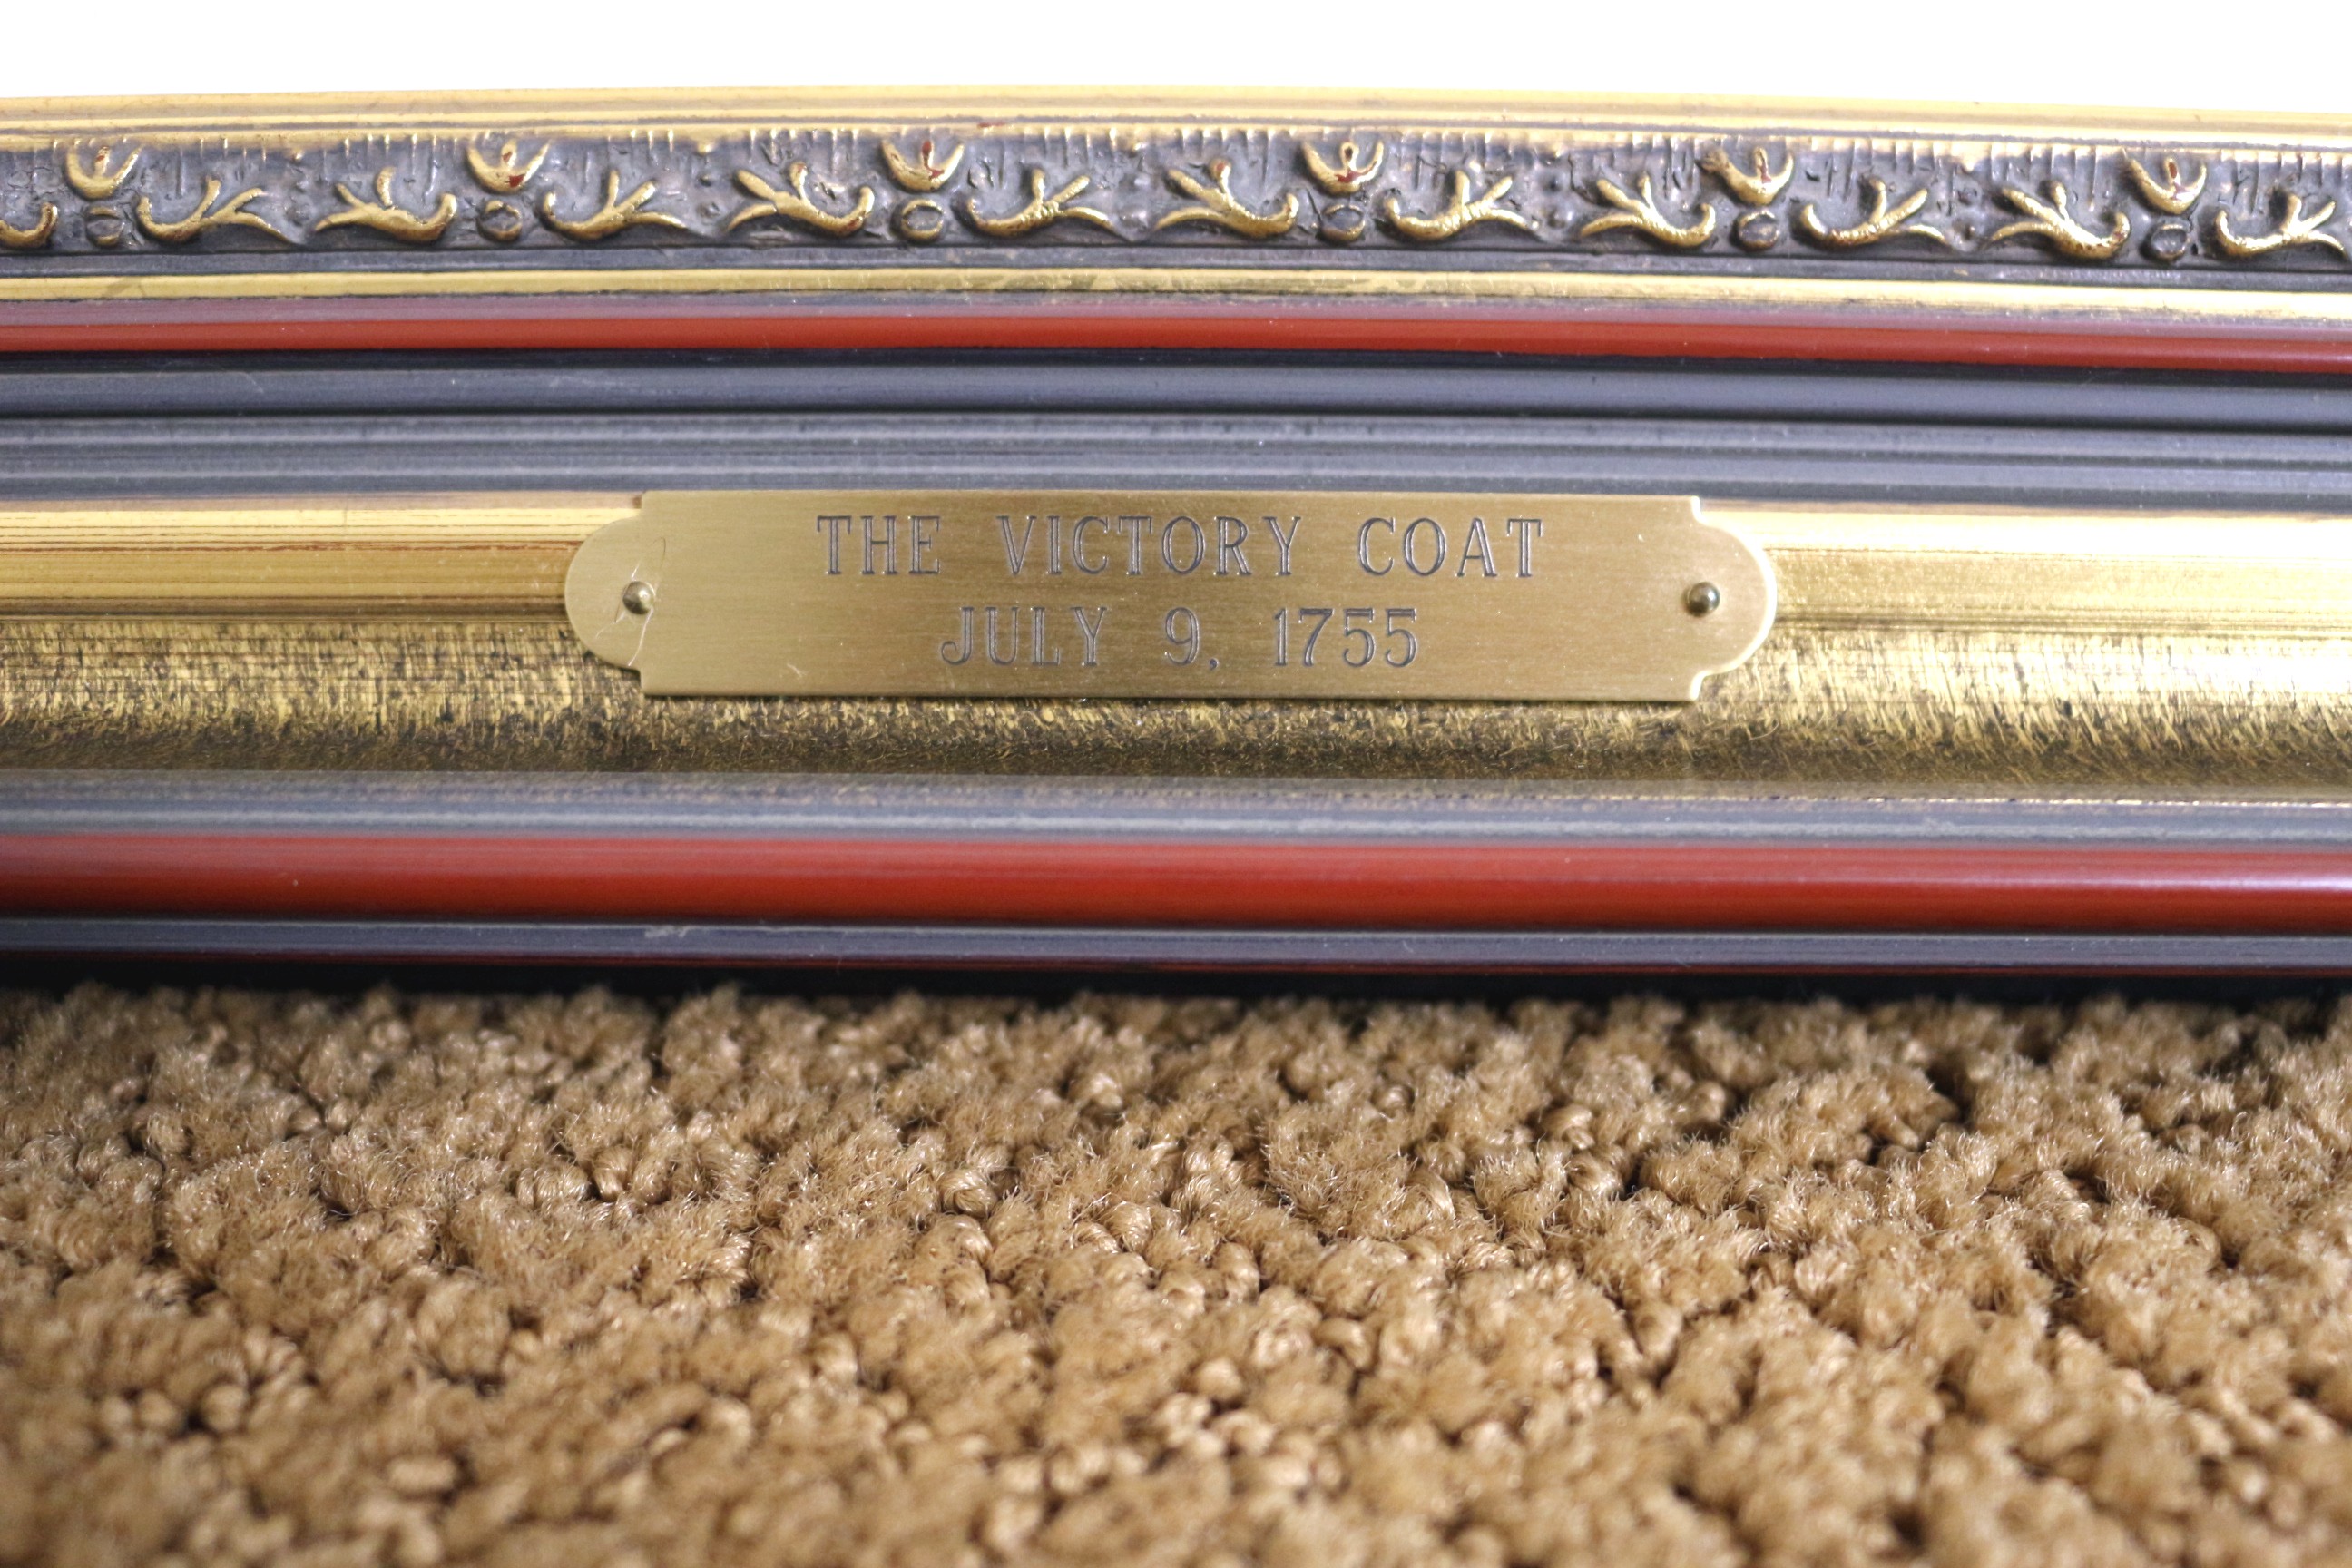 THE VICTORY COAT
JULY 9, 1755